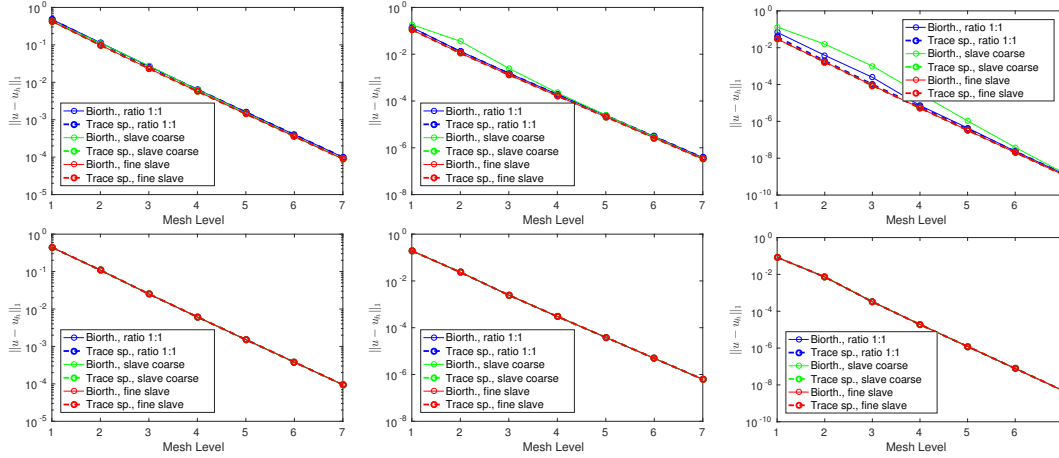 10^0
10^-1
10^-2
10^-3
10^-4
10^-5
||u − u_h||_1
Biorth., ratio 1:1
Trace sp., ratio 1:1
Biorth., slave coarse
Trace sp., slave coarse
Biorth., fine slave
Trace sp., fine slave
1 2 3 4 5 6 7
Mesh Level
10^0
10^-2
10^-4
10^-6
10^-8
||u − u_h||_1
Biorth., ratio 1:1
Trace sp., ratio 1:1
Biorth., slave coarse
Trace sp., slave coarse
Biorth., fine slave
Trace sp., fine slave
1 2 3 4 5 6 7
Mesh Level
10^0
10^-2
10^-4
10^-6
10^-8
10^-10
||u − u_h||_1
Biorth., ratio 1:1
Trace sp., ratio 1:1
Biorth., slave coarse
Trace sp., slave coarse
Biorth., fine slave
Trace sp., fine slave
1 2 3 4 5 6
Mesh Level
10^0
10^-1
10^-2
10^-3
10^-4
10^-5
||u − u_h||_1
Biorth., ratio 1:1
Trace sp., ratio 1:1
Biorth., slave coarse
Trace sp., slave coarse
Biorth., fine slave
Trace sp., fine slave
1 2 3 4 5 6 7
Mesh Level
10^0
10^-2
10^-4
10^-6
10^-8
||u − u_h||_1
Biorth., ratio 1:1
Trace sp., ratio 1:1
Biorth., slave coarse
Trace sp., slave coarse
Biorth., fine slave
Trace sp., fine slave
1 2 3 4 5 6 7
Mesh Level
10^0
10^-2
10^-4
10^-6
10^-8
10^-10
||u − u_h||_1
Biorth., ratio 1:1
Trace sp., ratio 1:1
Biorth., slave coarse
Trace sp., slave coarse
Biorth., fine slave
Trace sp., fine slave
1 2 3 4 5 6
Mesh Level